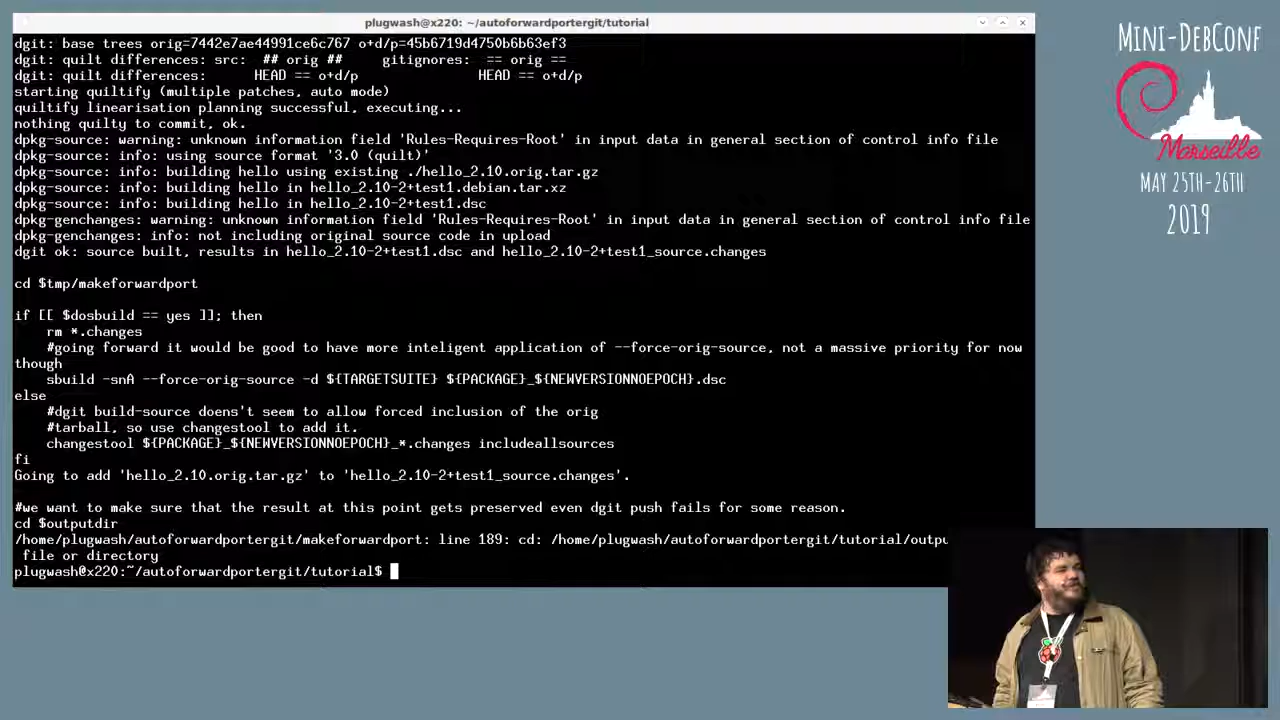 plugwash@x220: ~/autoforwardportergit/tutorial
dgit: base trees orig=7442e7ae44991ce6c767 o+d/p=45b6719d4750b6b63ef3
dgit: quilt differences: src:  ## orig ##     gitignores:  == orig ==
dgit: quilt differences:      HEAD == o+d/p               HEAD == o+d/p
starting quiltify (multiple patches, auto mode)
quiltify linearisation planning successful, executing...
nothing quilty to commit, ok.
dpkg-source: warning: unknown information field 'Rules-Requires-Root' in input data in general section of control info file
dpkg-source: info: using source format '3.0 (quilt)'
dpkg-source: info: building hello using existing ./hello_2.10.orig.tar.gz
dpkg-source: info: building hello in hello_2.10-2+test1.debian.tar.xz
dpkg-source: info: building hello in hello_2.10-2+test1.dsc
dpkg-genchanges: warning: unknown information field 'Rules-Requires-Root' in input data in general section of control info file
dpkg-genchanges: info: not including original source code in upload
dgit ok: source built, results in hello_2.10-2+test1.dsc and hello_2.10-2+test1_source.changes
cd $tmp/makeforwardport
if [[ $dosbuild == yes ]]; then
    rm *.changes
    #going forward it would be good to have more inteligent application of --force-orig-source, not a massive priority for now
though
    sbuild -snA --force-orig-source -d ${TARGETSUITE} ${PACKAGE}_${NEWVERSIONNOEPOCH}.dsc
else
    #dgit build-source doens't seem to allow forced inclusion of the orig
    #tarball, so use changestool to add it.
    changestool ${PACKAGE}_${NEWVERSIONNOEPOCH}_*.changes includeallsources
fi
Going to add 'hello_2.10.orig.tar.gz' to 'hello_2.10-2+test1_source.changes'.
#we want to make sure that the result at this point gets preserved even dgit push fails for some reason.
cd $outputdir
/home/plugwash/autoforwardportergit/makeforwardport: line 189: cd: /home/plugwash/autoforwardportergit/tutorial/outpu
 file or directory
plugwash@x220:~/autoforwardportergit/tutorial$
Mini-DebConf
Marseille
May 25th-26th
2019